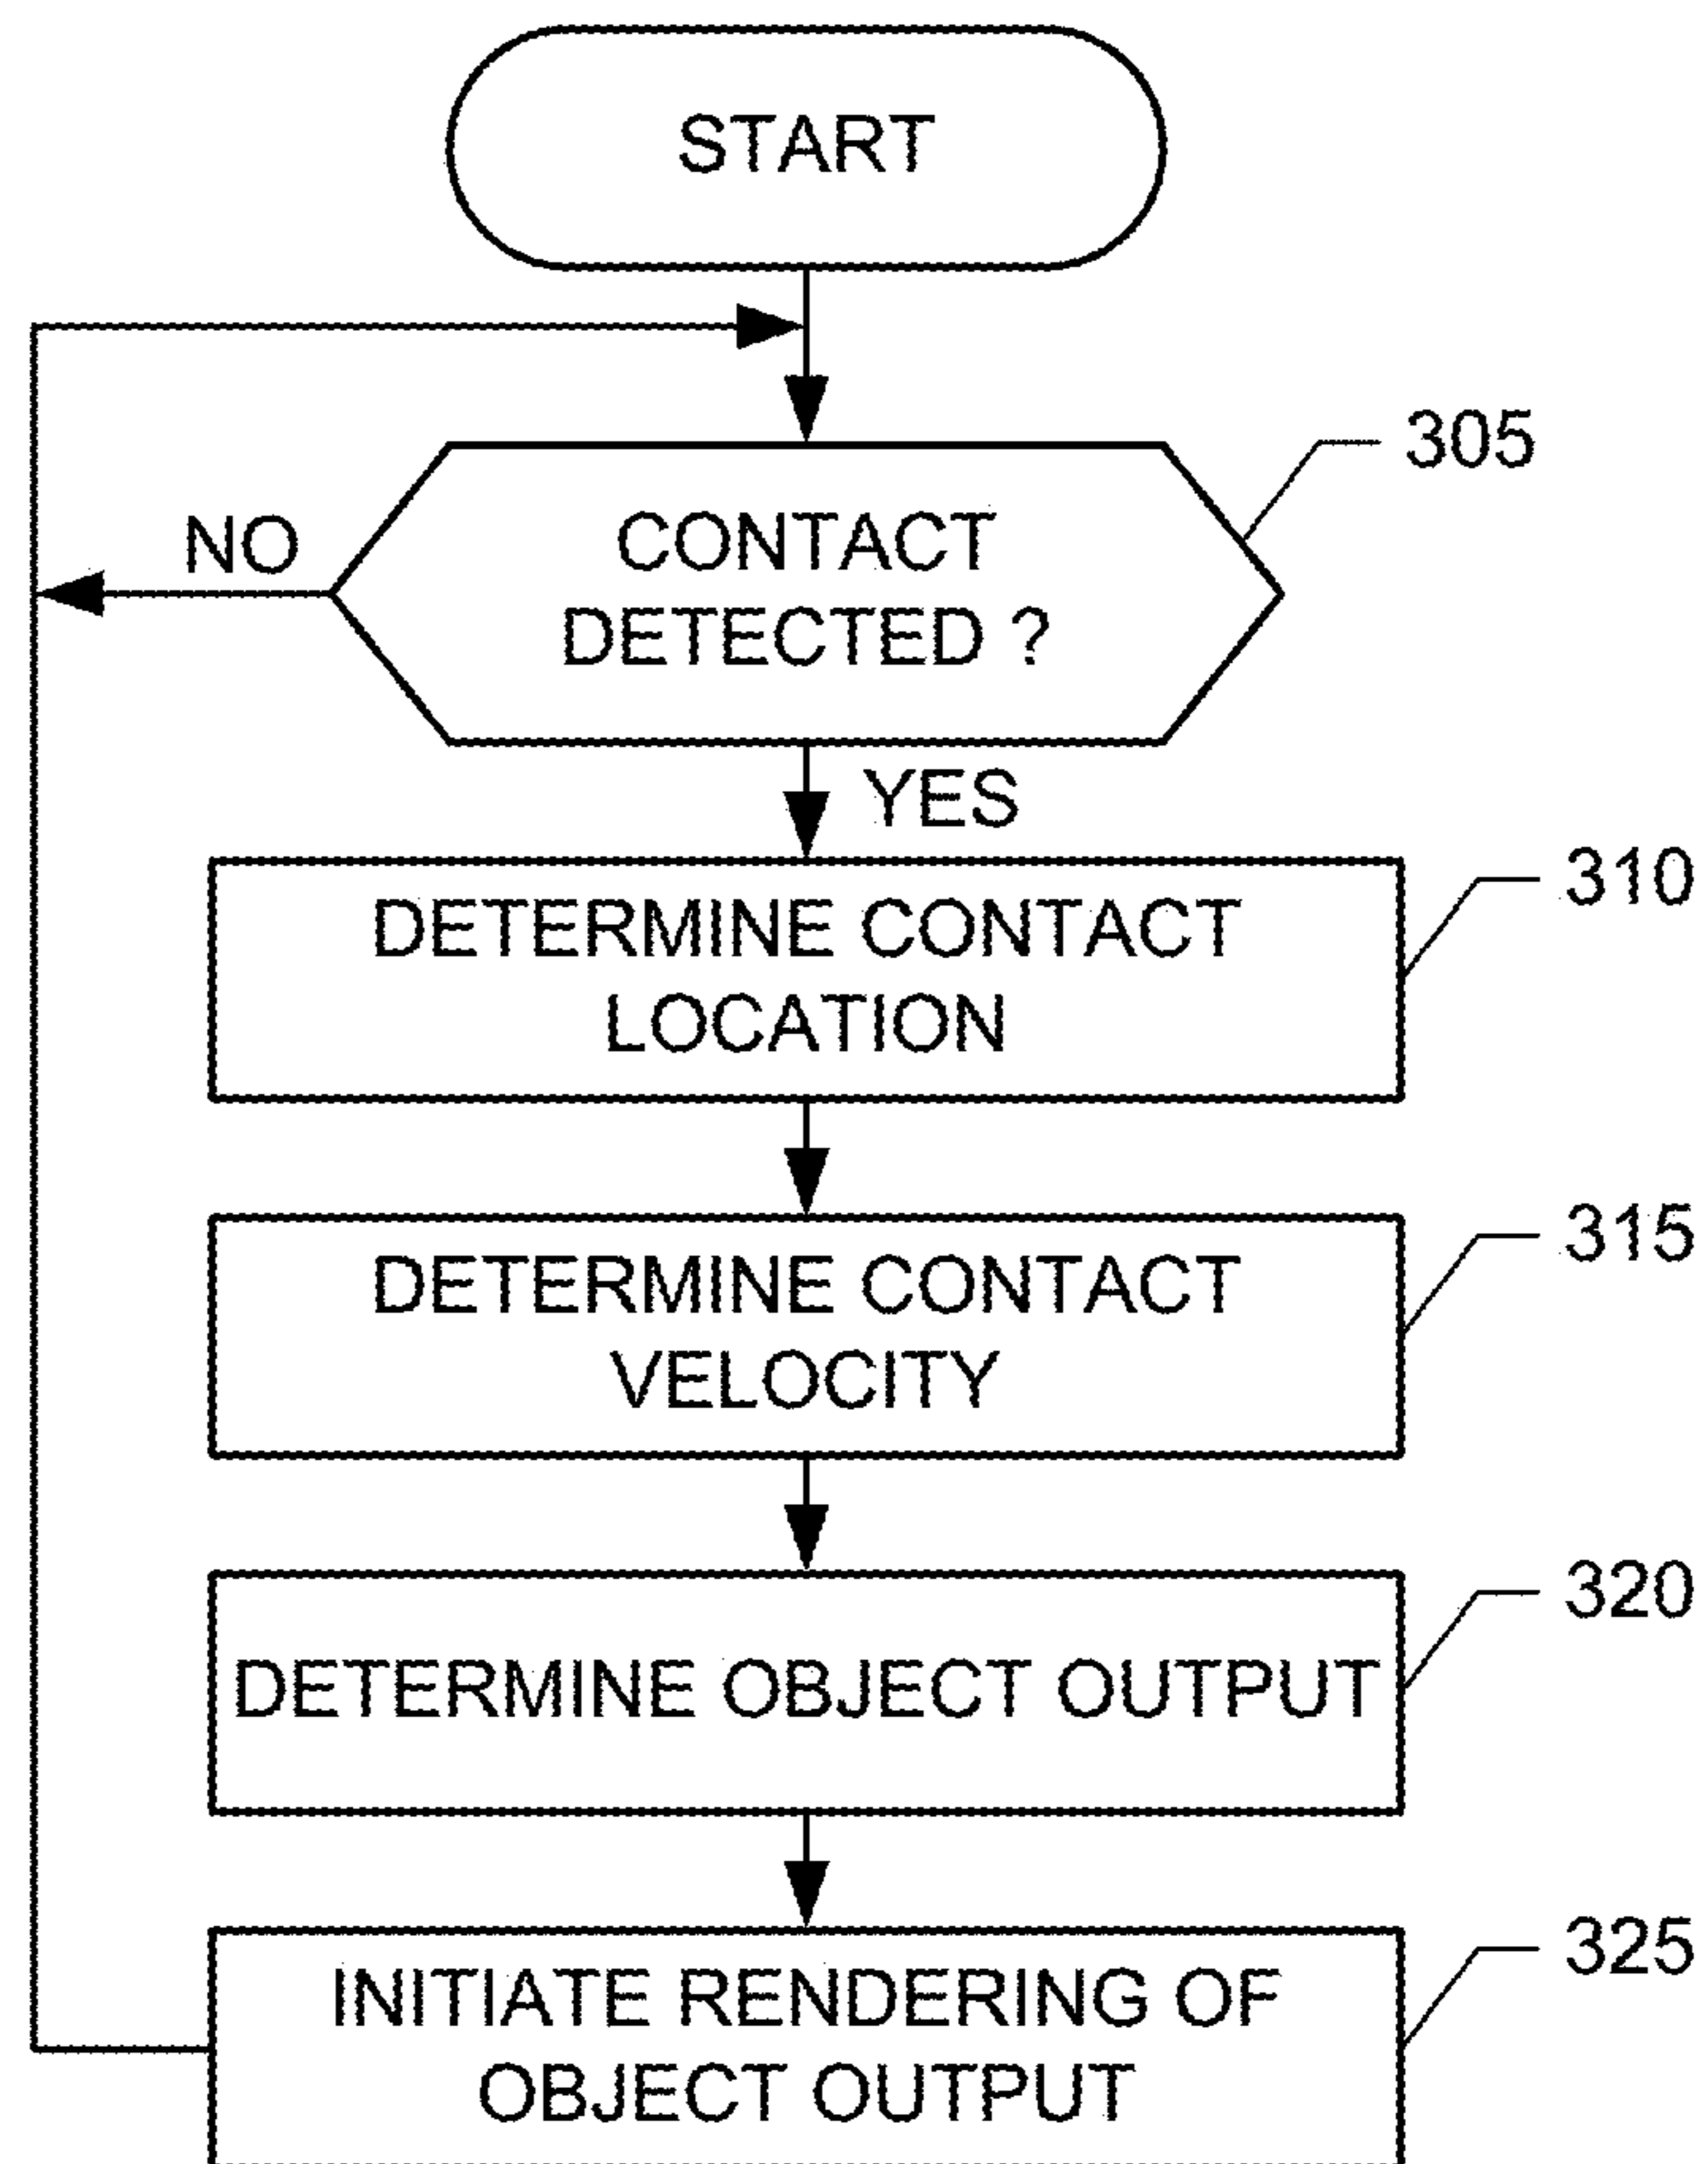 START
305
CONTACT
DETECTED ?
NO
YES
310
DETERMINE CONTACT
LOCATION
315
DETERMINE CONTACT
VELOCITY
320
DETERMINE OBJECT OUTPUT
325
INITIATE RENDERING OF
OBJECT OUTPUT